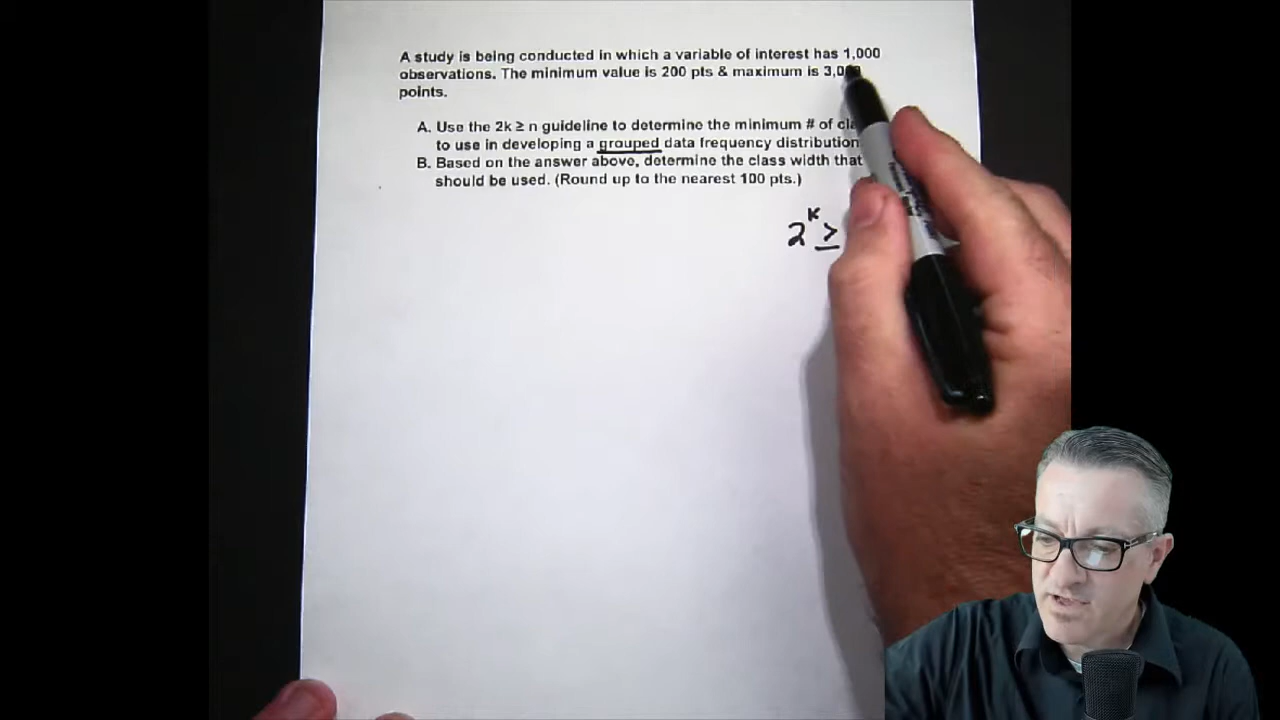 A study is being conducted in which a variable of interest has 1,000
observations. The minimum value is 200 pts & maximum is
points.
A. Use the 2k ≥ n guideline to determine the minimum # of
to use in developing a grouped data frequency distribution
B. Based on the answer above, determine the class width that
should be used. (Round up to the nearest 100 pts.)
2^k ≥